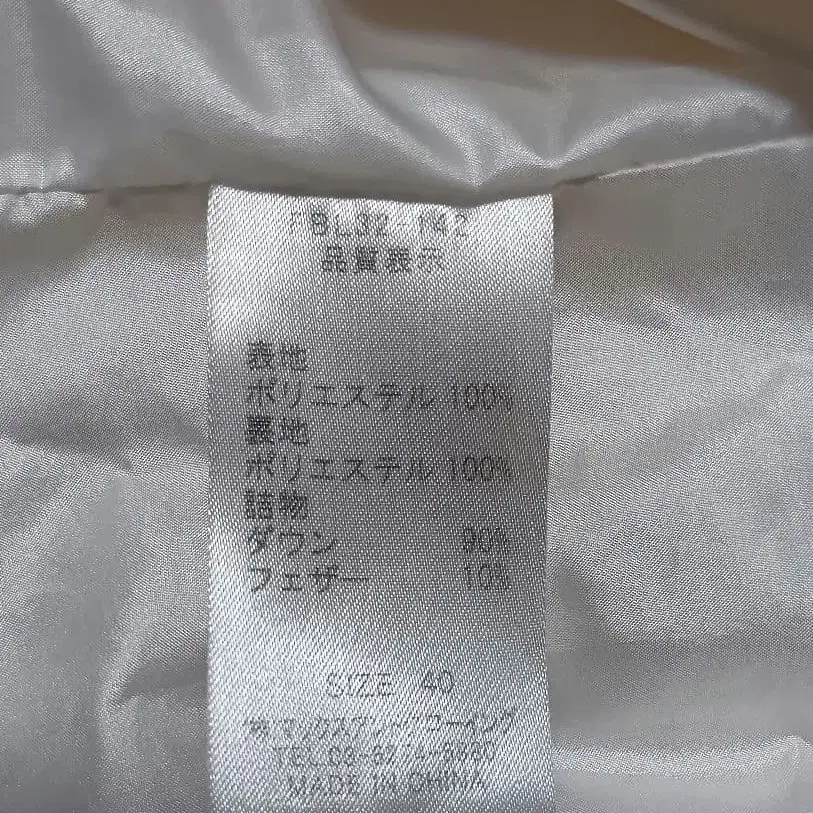 品質表示
表地
ポリエステル 100%
裏地
ポリエステル 100%
詰物
ダウン 90%
フェザー 10%
SIZE 40
MADE IN CHINA